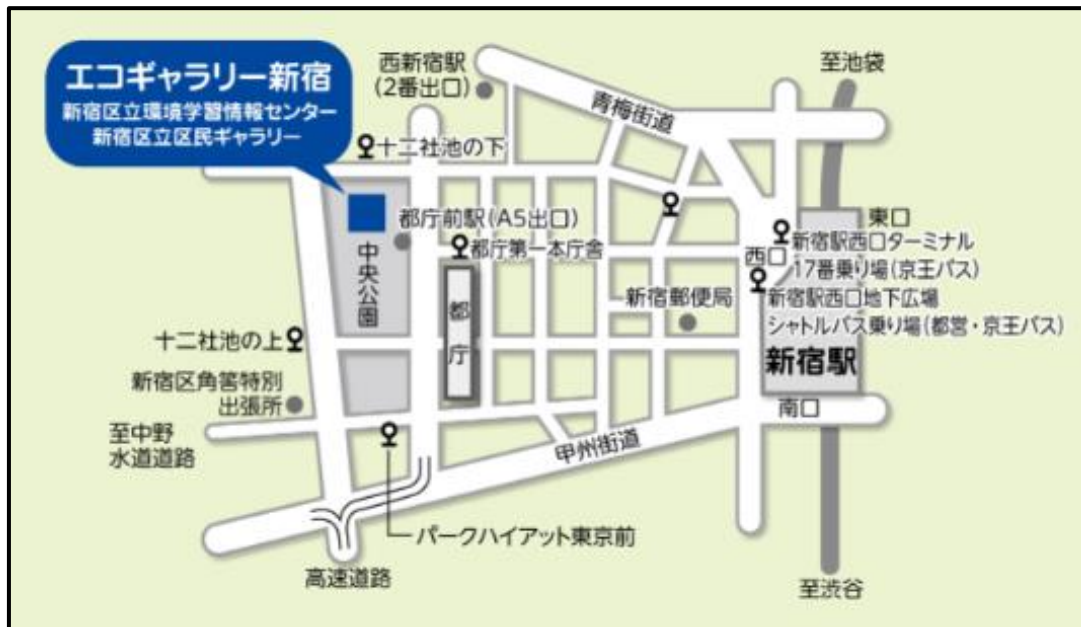 エコギャラリー新宿
新宿区立環境学習情報センター
新宿区立区民ギャラリー
西新宿駅
(2番出口)
青梅街道
至池袋
十二社池の下
都庁前駅(A5出口)
都庁第一本庁舎
中央公園
都庁
東口
西口
新宿駅西口ターミナル
17番乗り場(京王バス)
新宿駅西口地下広場
シャトルバス乗り場(都営・京王バス)
新宿郵便局
新宿駅
十二社池の上
新宿区角筈特別
出張所
至中野
水道道路
南口
甲州街道
パークハイアット東京前
高速道路
至渋谷